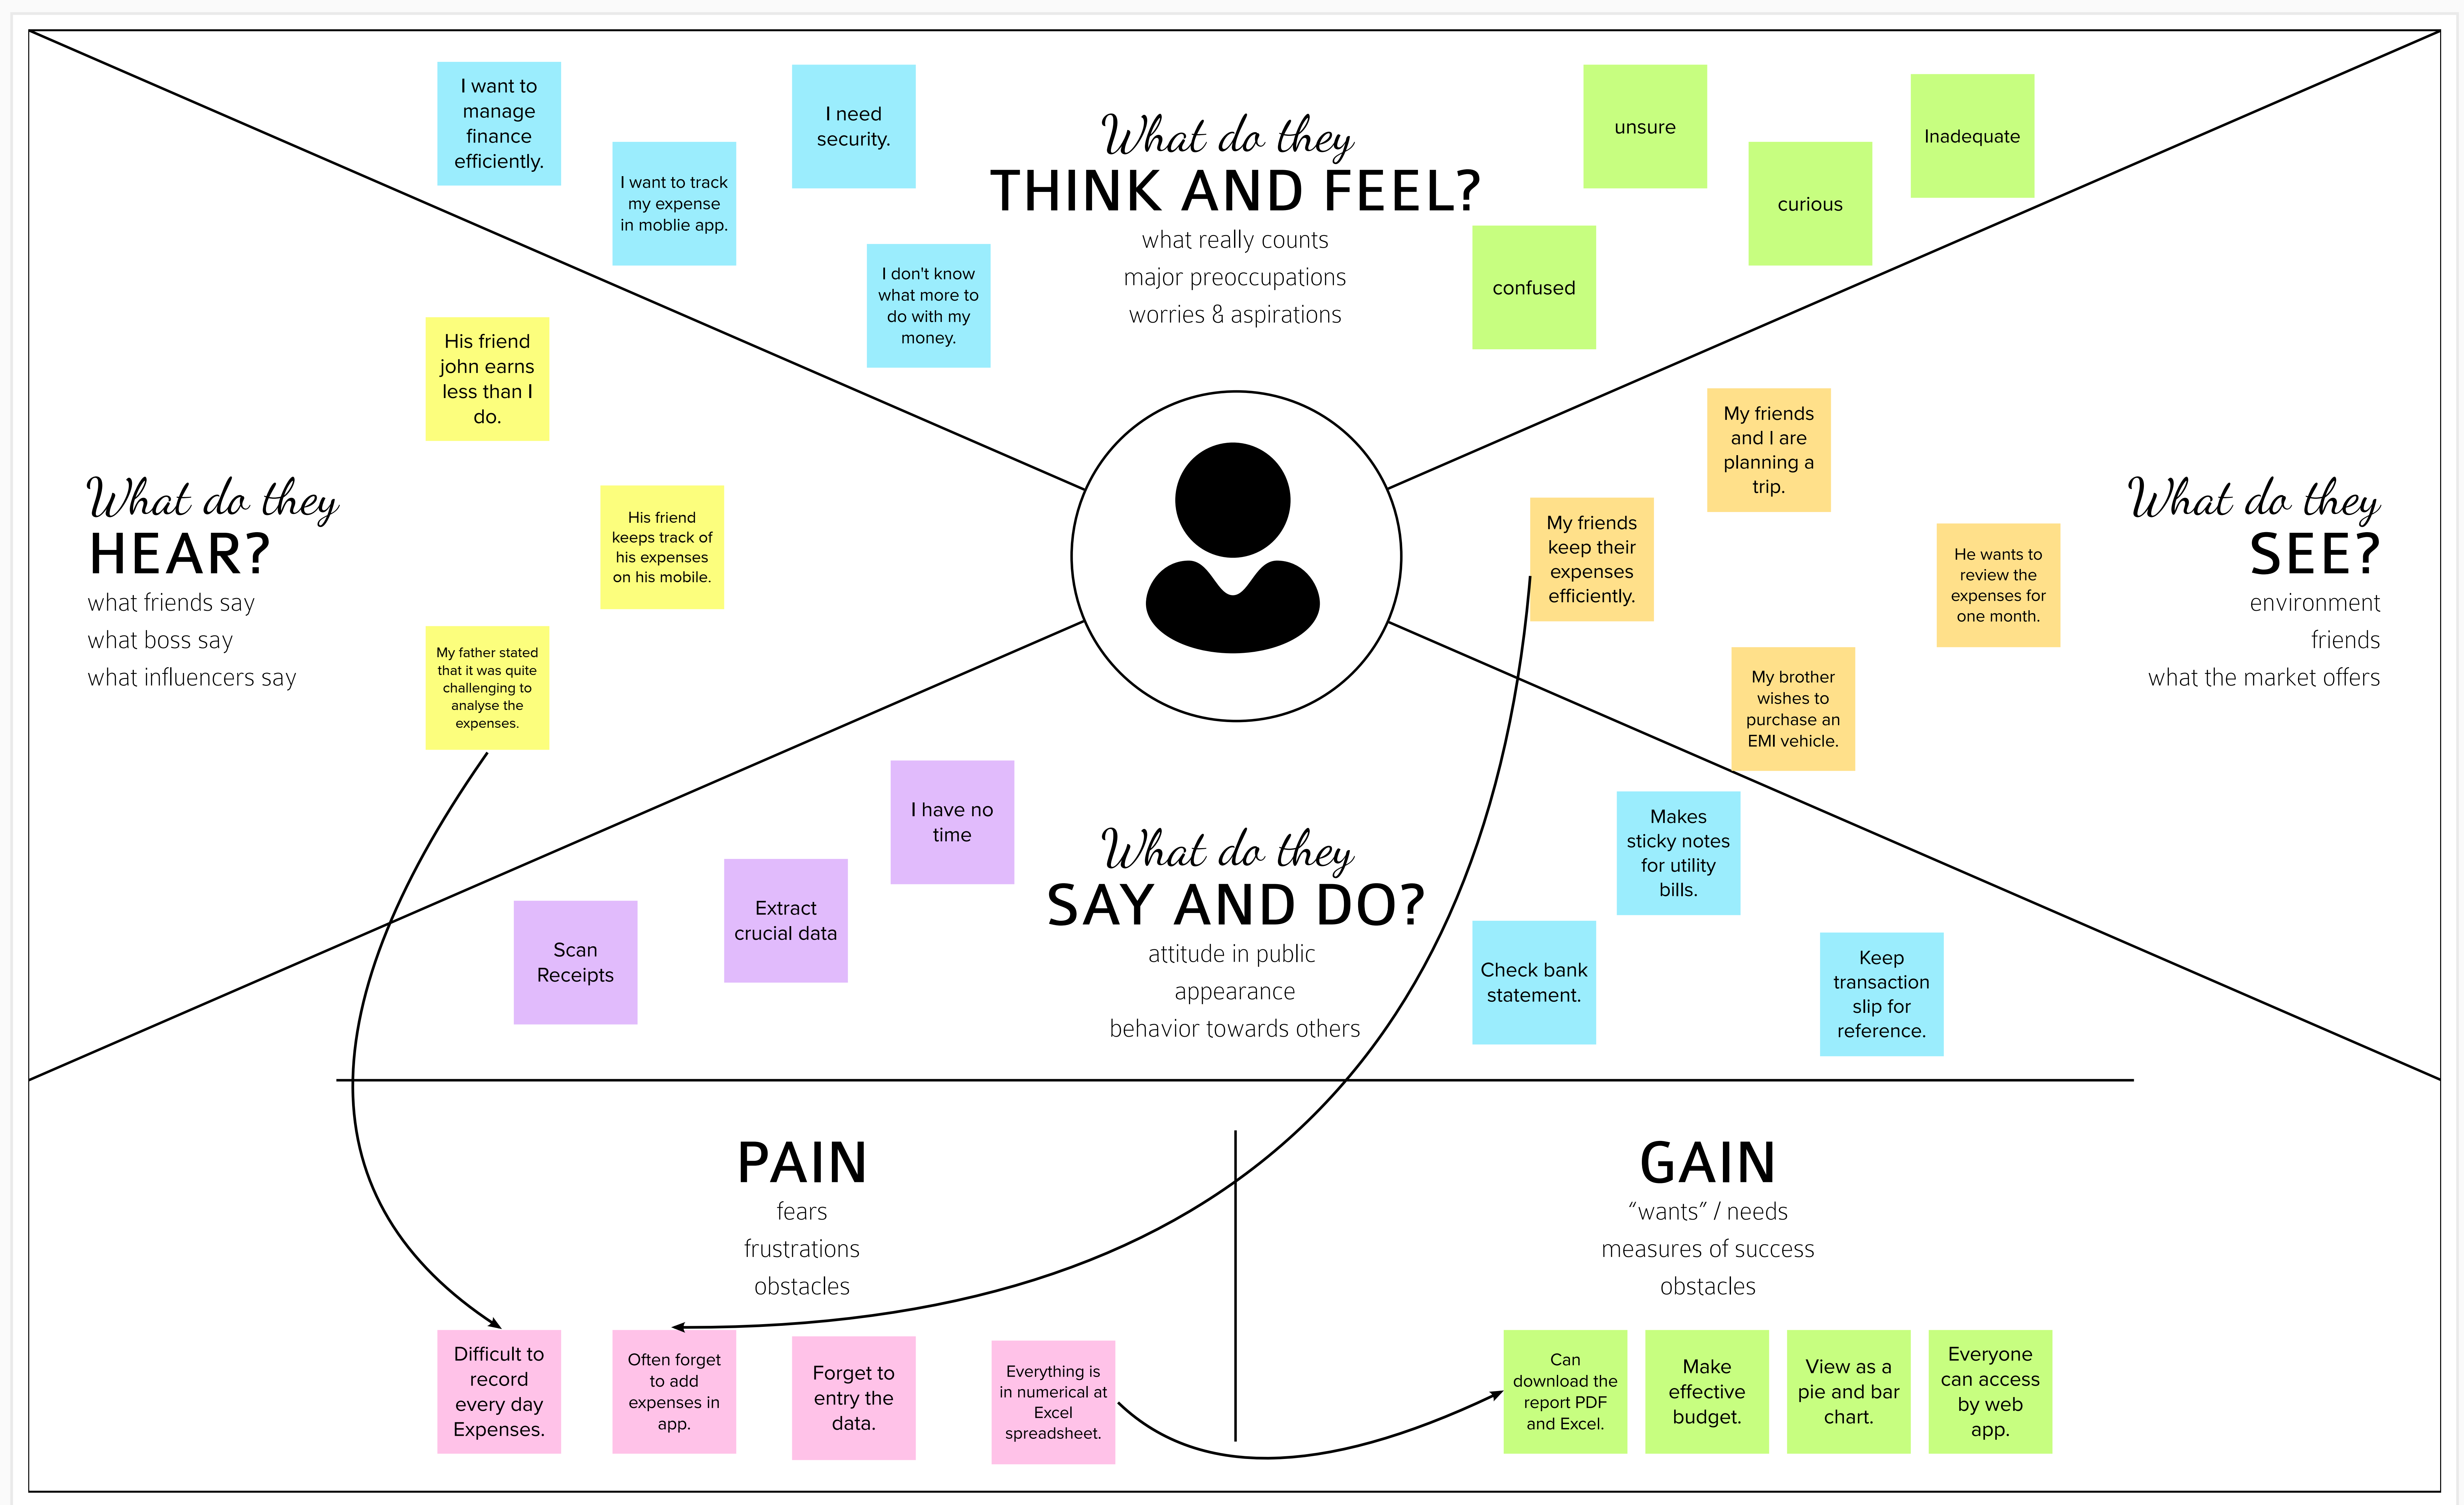 I want to
manage
finance
efficiently.
I want to track
my expense
in moblie app.
I need
security.
I don't know
what more to
do with my
money.
What do they
THINK AND FEEL?
what really counts
major preoccupations
worries & aspirations
unsure
curious
Inadequate
confused
His friend
john earns
less than I
do.
His friend
keeps track of
his expenses
on his mobile.
My father stated
that it was quite
challenging to
analyse the
expenses.
What do they
HEAR?
what friends say
what boss say
what influencers say
My friends
and I are
planning a
trip.
My friends
keep their
expenses
efficiently.
He wants to
review the
expenses for
one month.
My brother
wishes to
purchase an
EMI vehicle.
What do they
SEE?
environment
friends
what the market offers
I have no
time
Extract
crucial data
Scan
Receipts
What do they
SAY AND DO?
attitude in public
appearance
behavior towards others
Makes
sticky notes
for utility
bills.
Check bank
statement.
Keep
transaction
slip for
reference.
PAIN
fears
frustrations
obstacles
Difficult to
record
every day
Expenses.
Often forget
to add
expenses in
app.
Forget to
entry the
data.
Everything is
in numerical at
Excel
spreadsheet.
GAIN
“wants” / needs
measures of success
obstacles
Can
download the
report PDF
and Excel.
Make
effective
budget.
View as a
pie and bar
chart.
Everyone
can access
by web
app.